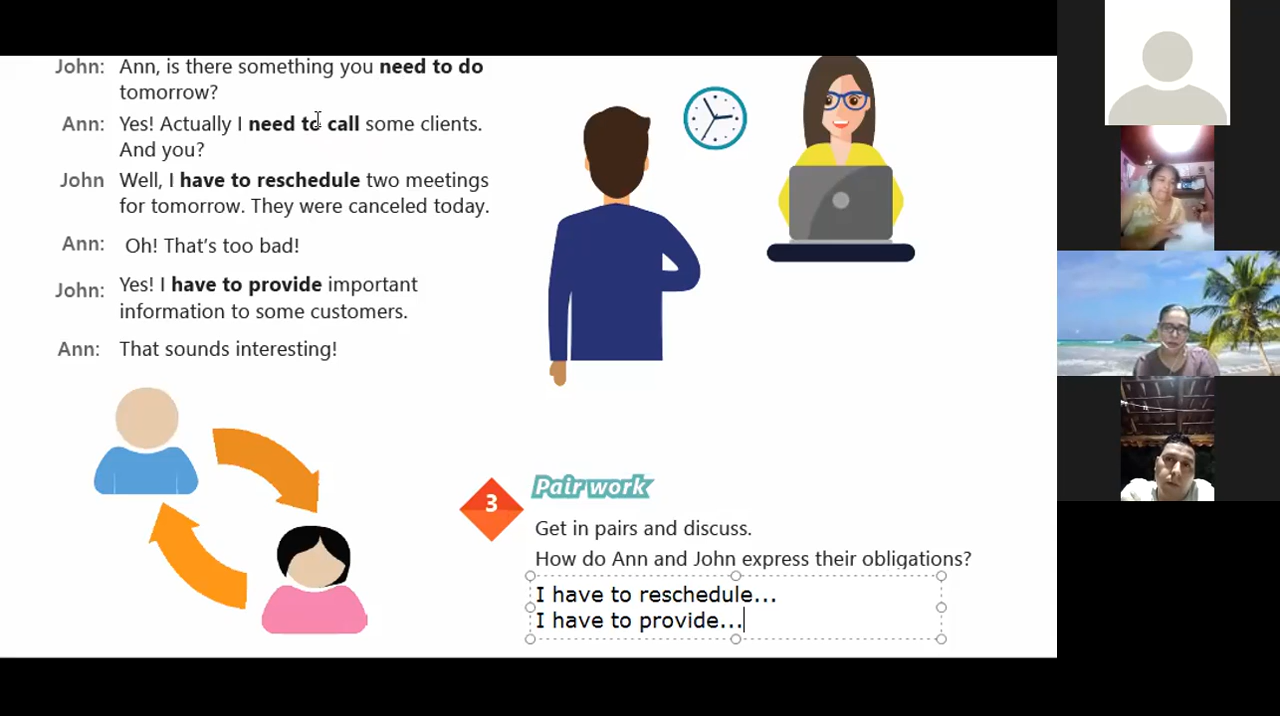 John: Ann, is there something you need to do
tomorrow?
Ann: Yes! Actually I need to call some clients.
And you?
John Well, I have to reschedule two meetings
for tomorrow. They were canceled today.
Ann: Oh! That's too bad!
John: Yes! I have to provide important
information to some customers.
Ann: That sounds interesting!
3 Pair work
Get in pairs and discuss.
How do Ann and John express their obligations?
I have to reschedule...
I have to provide...